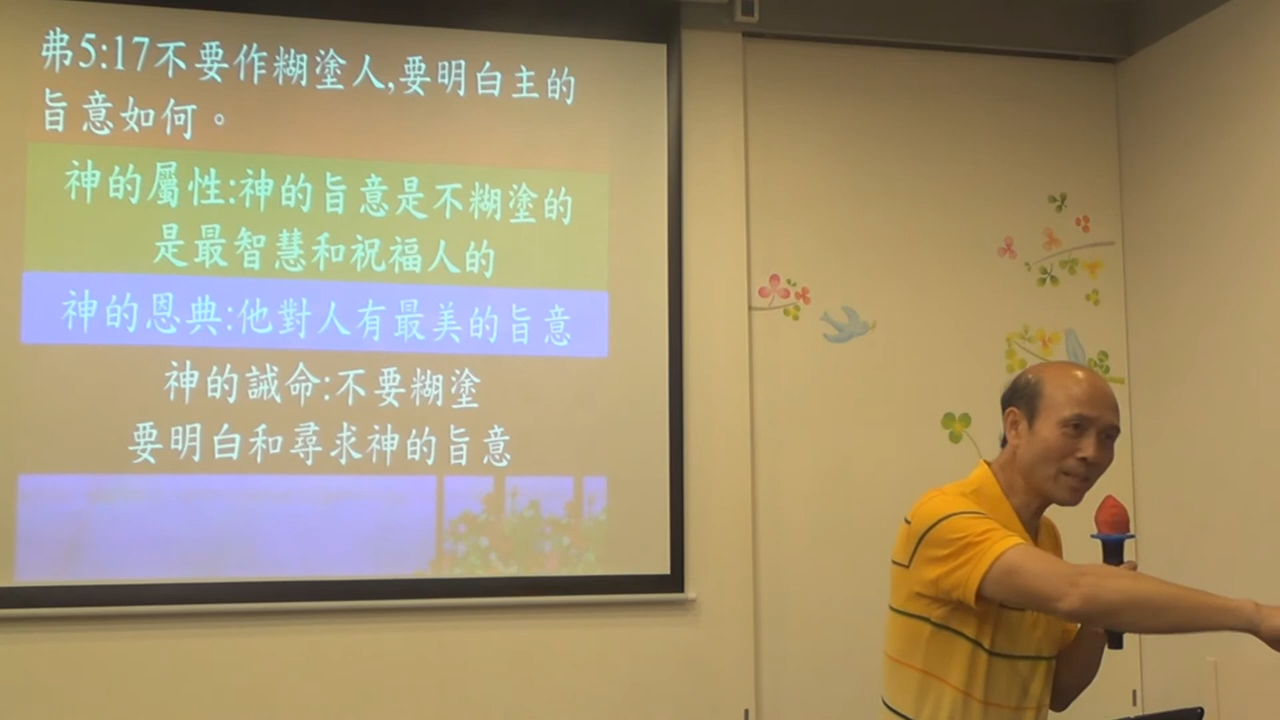 弗5:17不要作糊塗人,要明白主的
旨意如何。
神的屬性:神的旨意是不糊塗的
是最智慧和祝福人的
神的恩典:他對人有最美的旨意
神的誡命:不要糊塗
要明白和尋求神的旨意